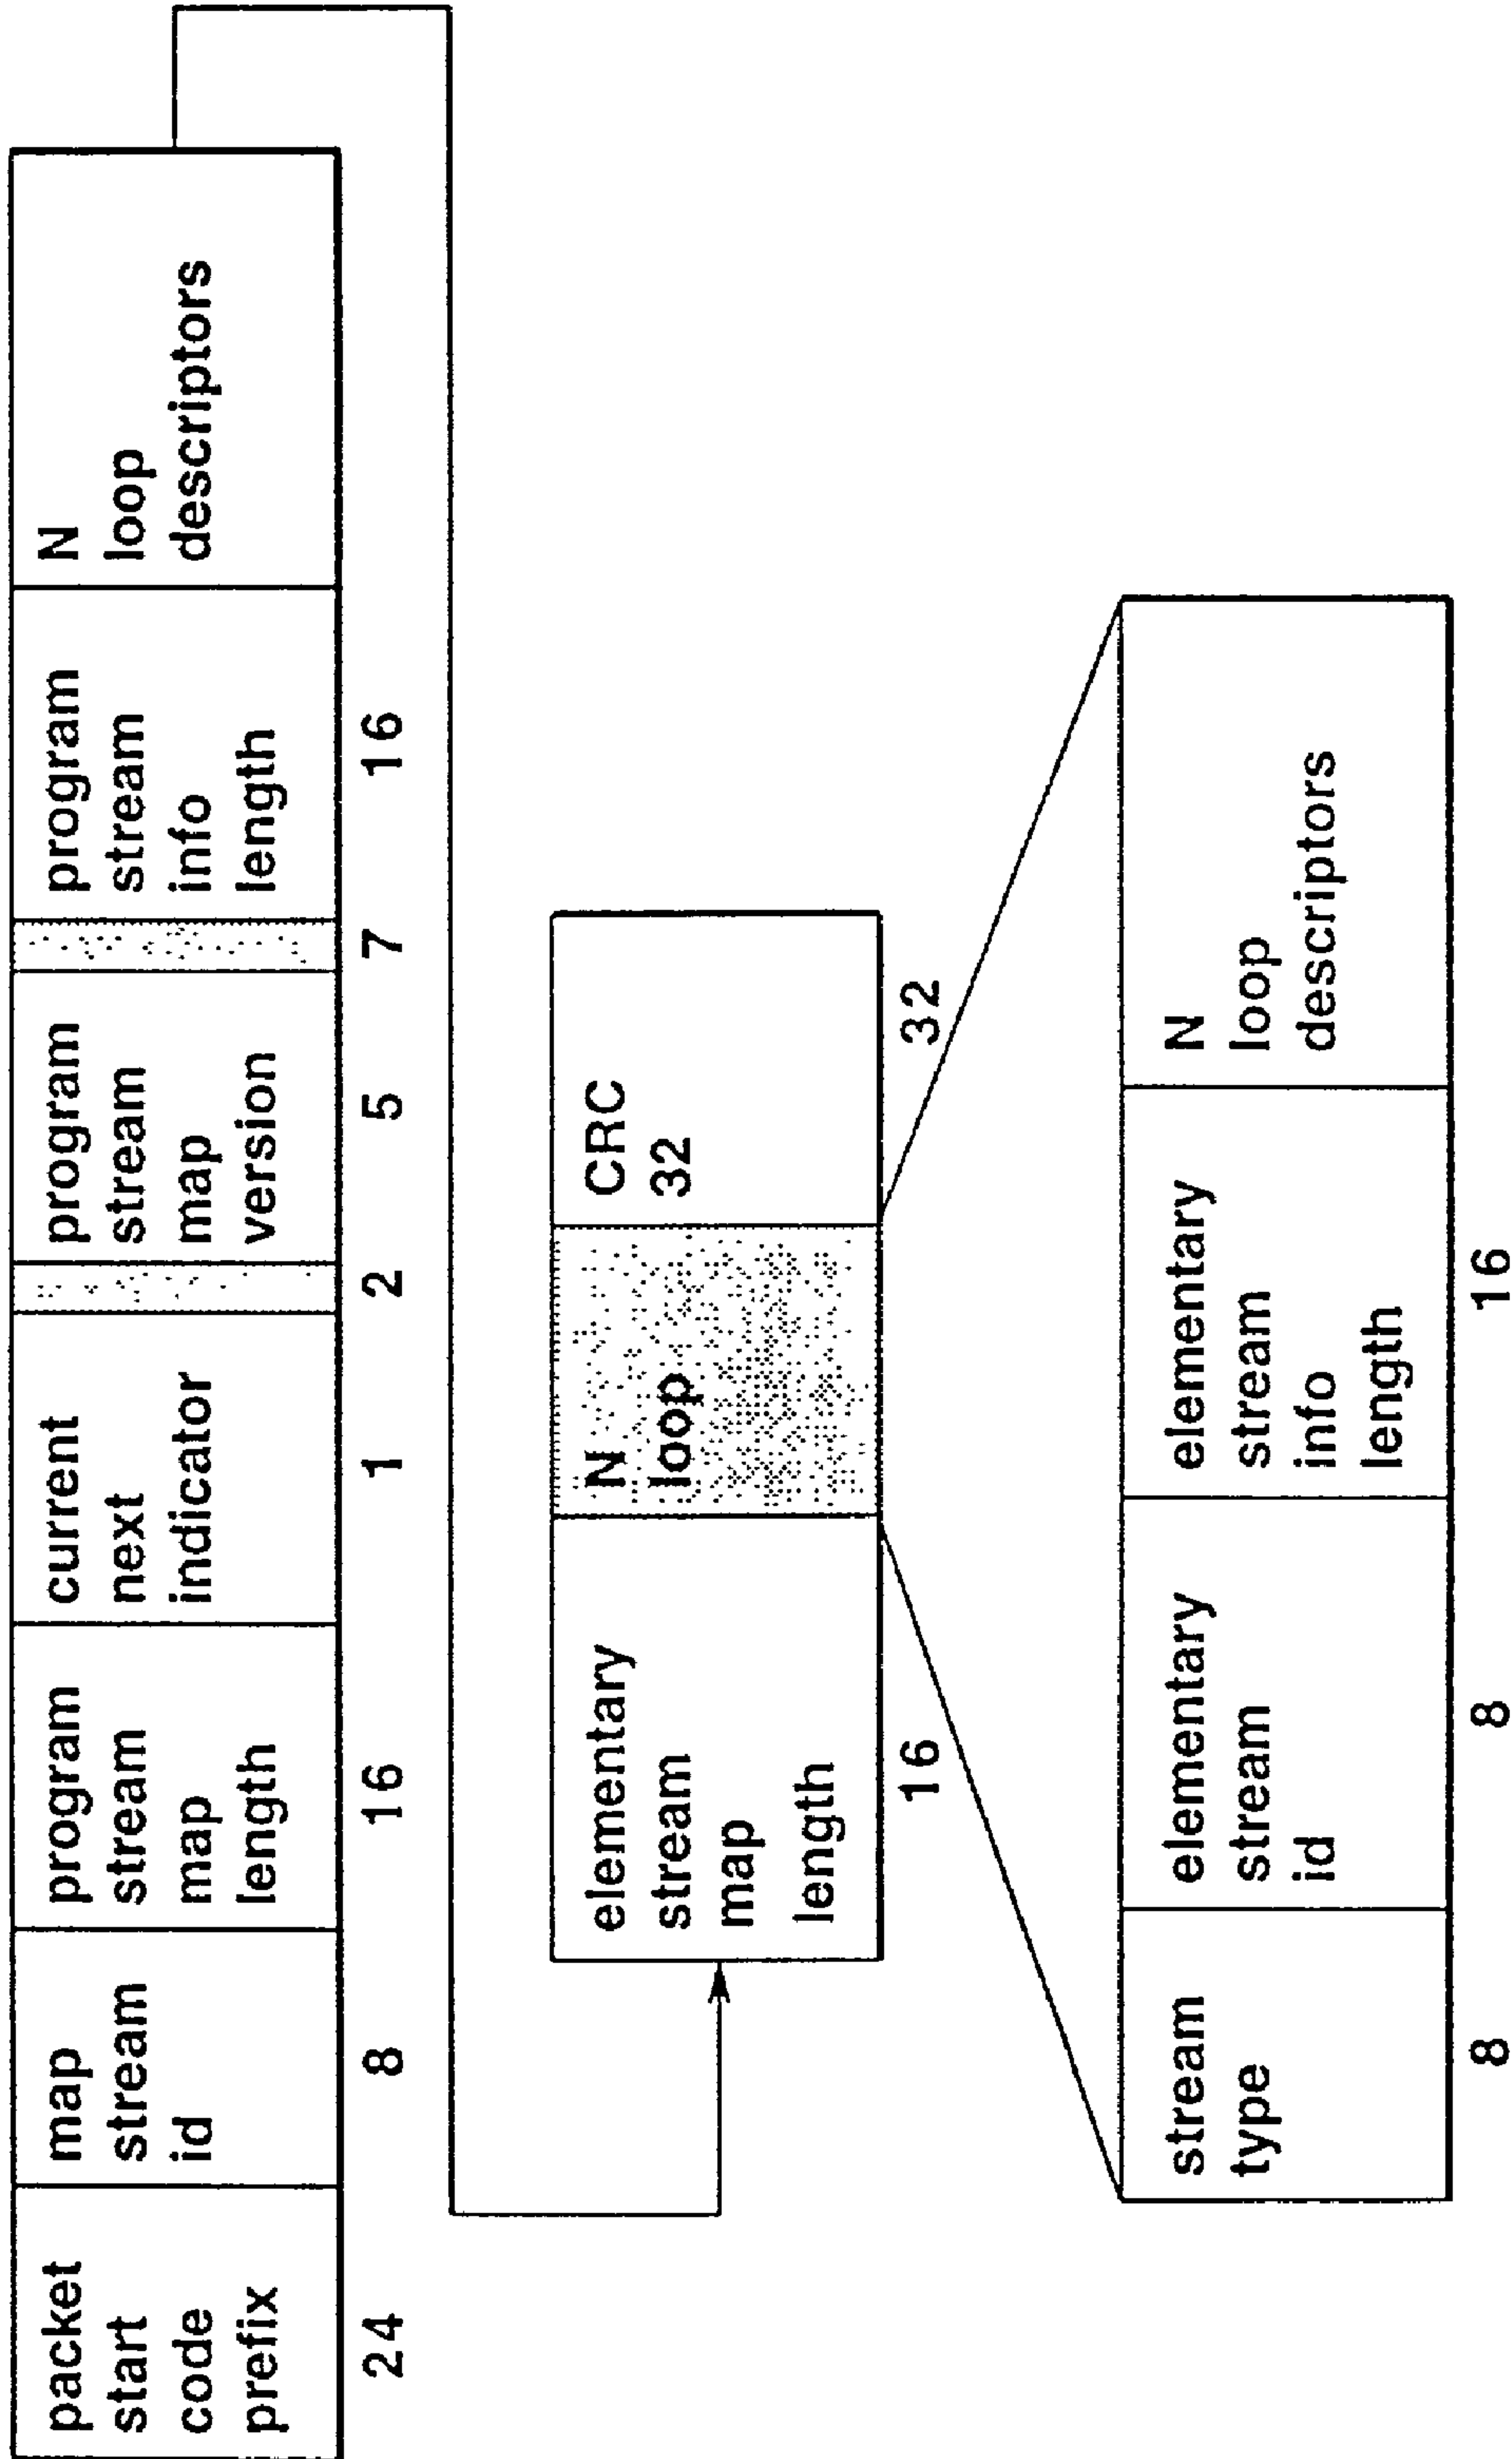 packet
start
code
prefix
24
map
stream
id
8
program
stream
map
length
16
current
next
indicator
1
2
program
stream
map
version
5
7
program
stream
info
length
16
N
loop
descriptors
elementary
stream
map
length
16
N
loop
CRC
32
32
stream
type
8
elementary
stream
id
8
elementary
stream
info
length
16
N
loop
descriptors